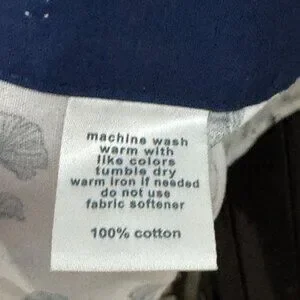 machine wash
warm with
like colors
tumble dry
warm iron if needed
do not use
fabric softener
100% cotton